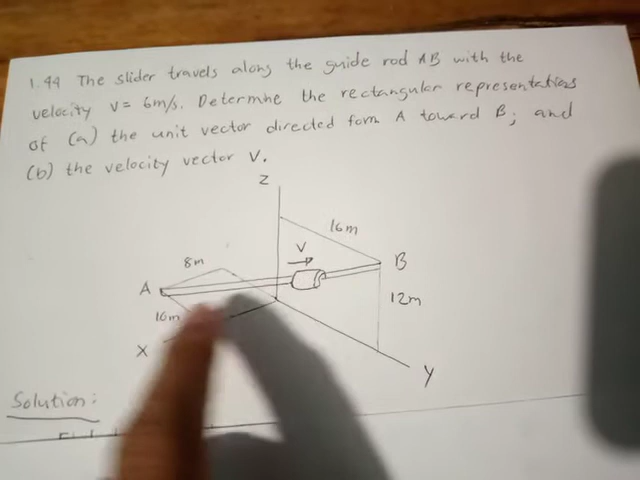 1.44 The slider travels along the guide rod AB with the
velocity v= 6m/s. Determine the rectangular representations
of (a) the unit vector directed form A toward B; and
(b) the velocity vector V.
Z
16m
V
8m
B
A
12m
16m
X
Y
Solution: